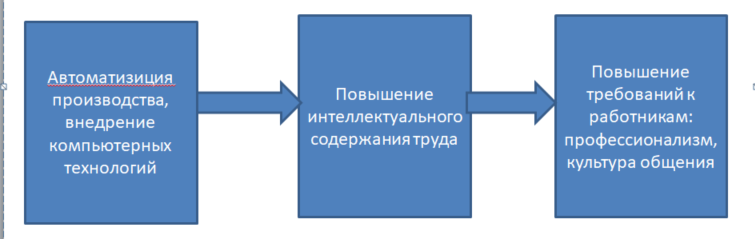 Автоматизиция
производства,
внедрение
компьютерных
технологий
Повышение
интеллектуального
содержания труда
Повышение
требований к
работникам:
профессионализм,
культура общения